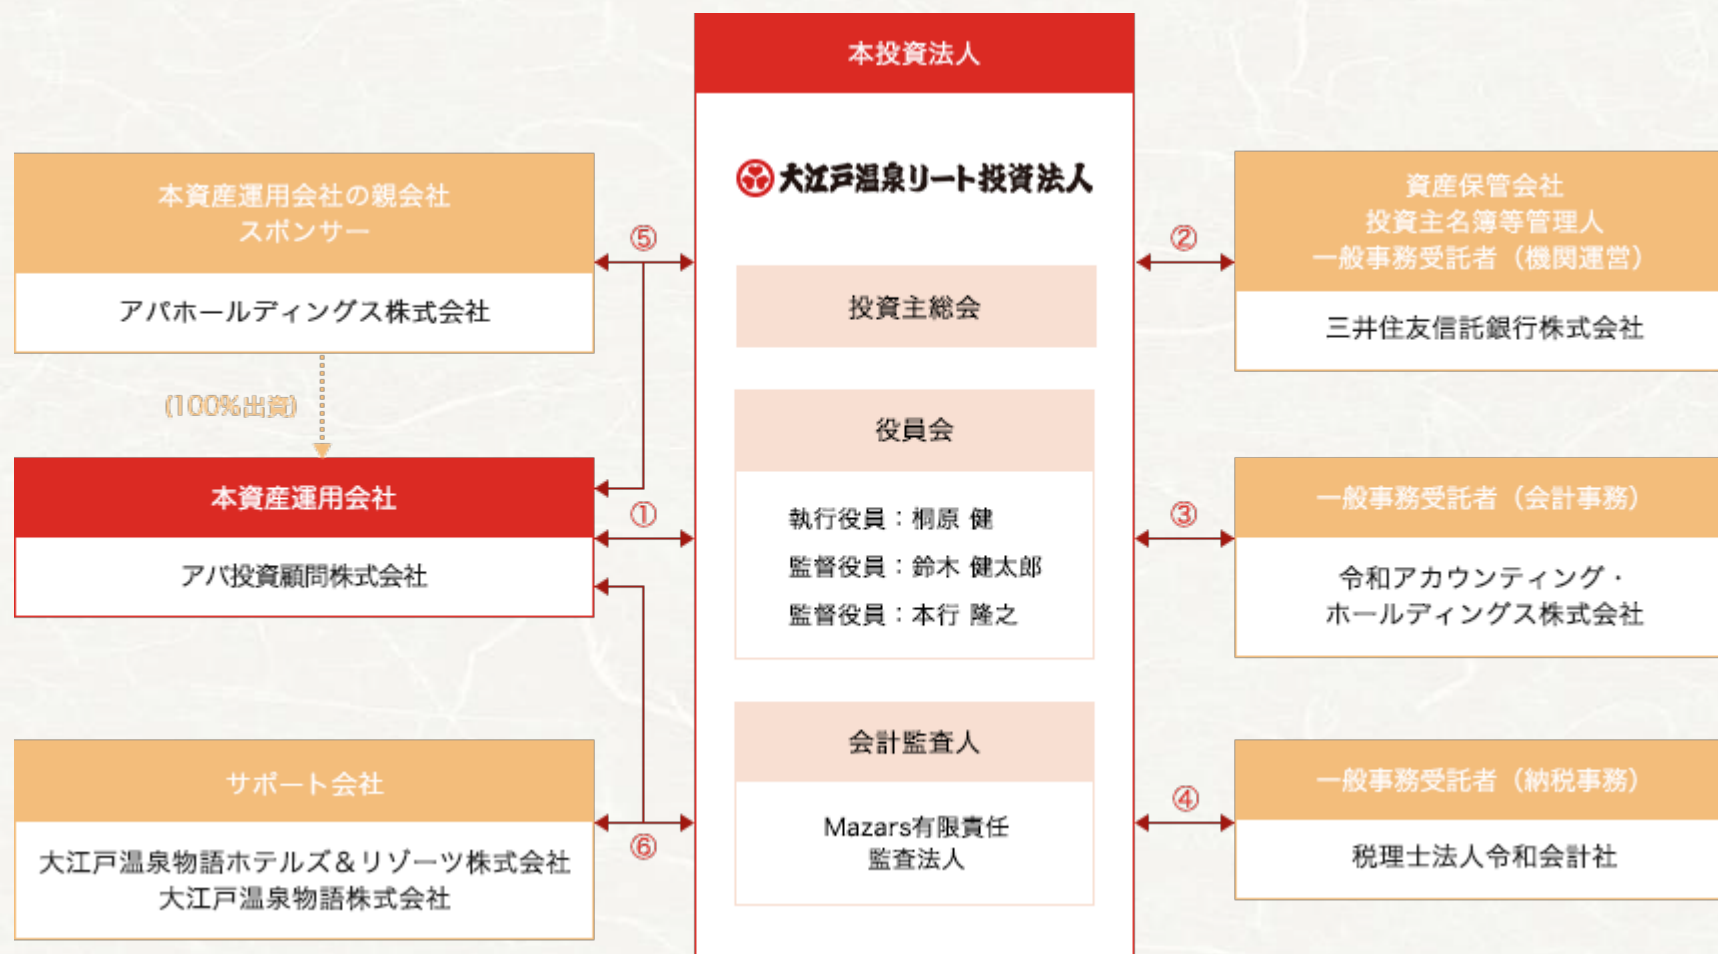 本投資法人
大江戸温泉リート投資法人
投資主総会
役員会
執行役員：桐原 健
監督役員：鈴木 健太郎
監督役員：本行 隆之
会計監査人
Mazars有限責任
監査法人
本資産運用会社の親会社
スポンサー
アパホールディングス株式会社
(100%出資)
本資産運用会社
アパ投資顧問株式会社
サポート会社
大江戸温泉物語ホテルズ＆リゾーツ株式会社
大江戸温泉物語株式会社
⑤
①
⑥
②
③
④
資産保管会社
投資主名簿等管理人
一般事務受託者（機関運営）
三井住友信託銀行株式会社
一般事務受託者（会計事務）
令和アカウンティング・
ホールディングス株式会社
一般事務受託者（納税事務）
税理士法人令和会計社